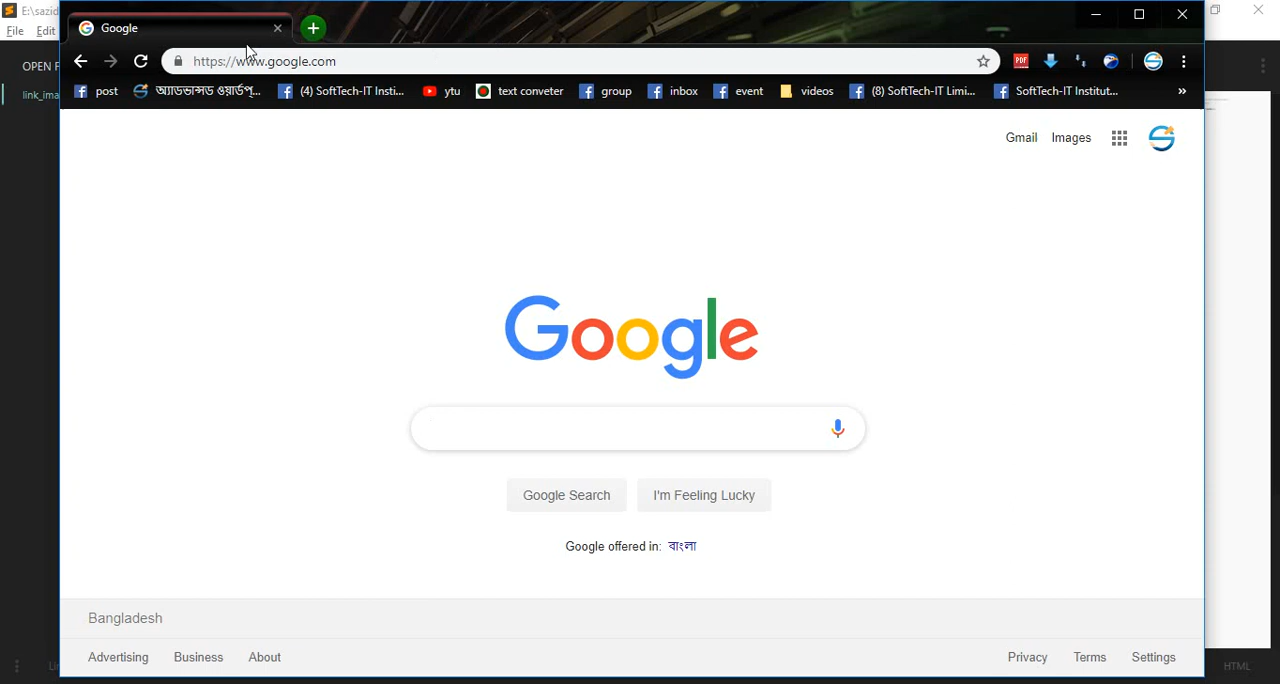 E:\sazid
File Edit
OPEN F
link_ima
Google
https://www.google.com
post অ্যাডভান্সড ওয়ার্ডপ্... (4) SoftTech-IT Insti... ytu text conveter group inbox event videos (8) SoftTech-IT Limi... SoftTech-IT Institut... »
PDF
Gmail Images
Google
Google Search I'm Feeling Lucky
Google offered in: বাংলা
Bangladesh
Advertising Business About Privacy Terms Settings
HTML